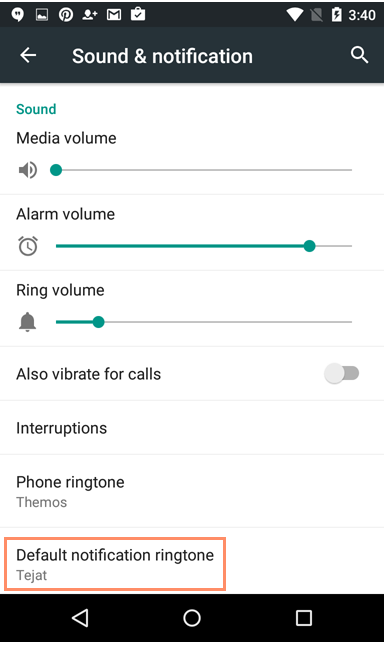 3:40
Sound & notification
Sound
Media volume
Alarm volume
Ring volume
Also vibrate for calls
Interruptions
Phone ringtone
Themos
Default notification ringtone
Tejat